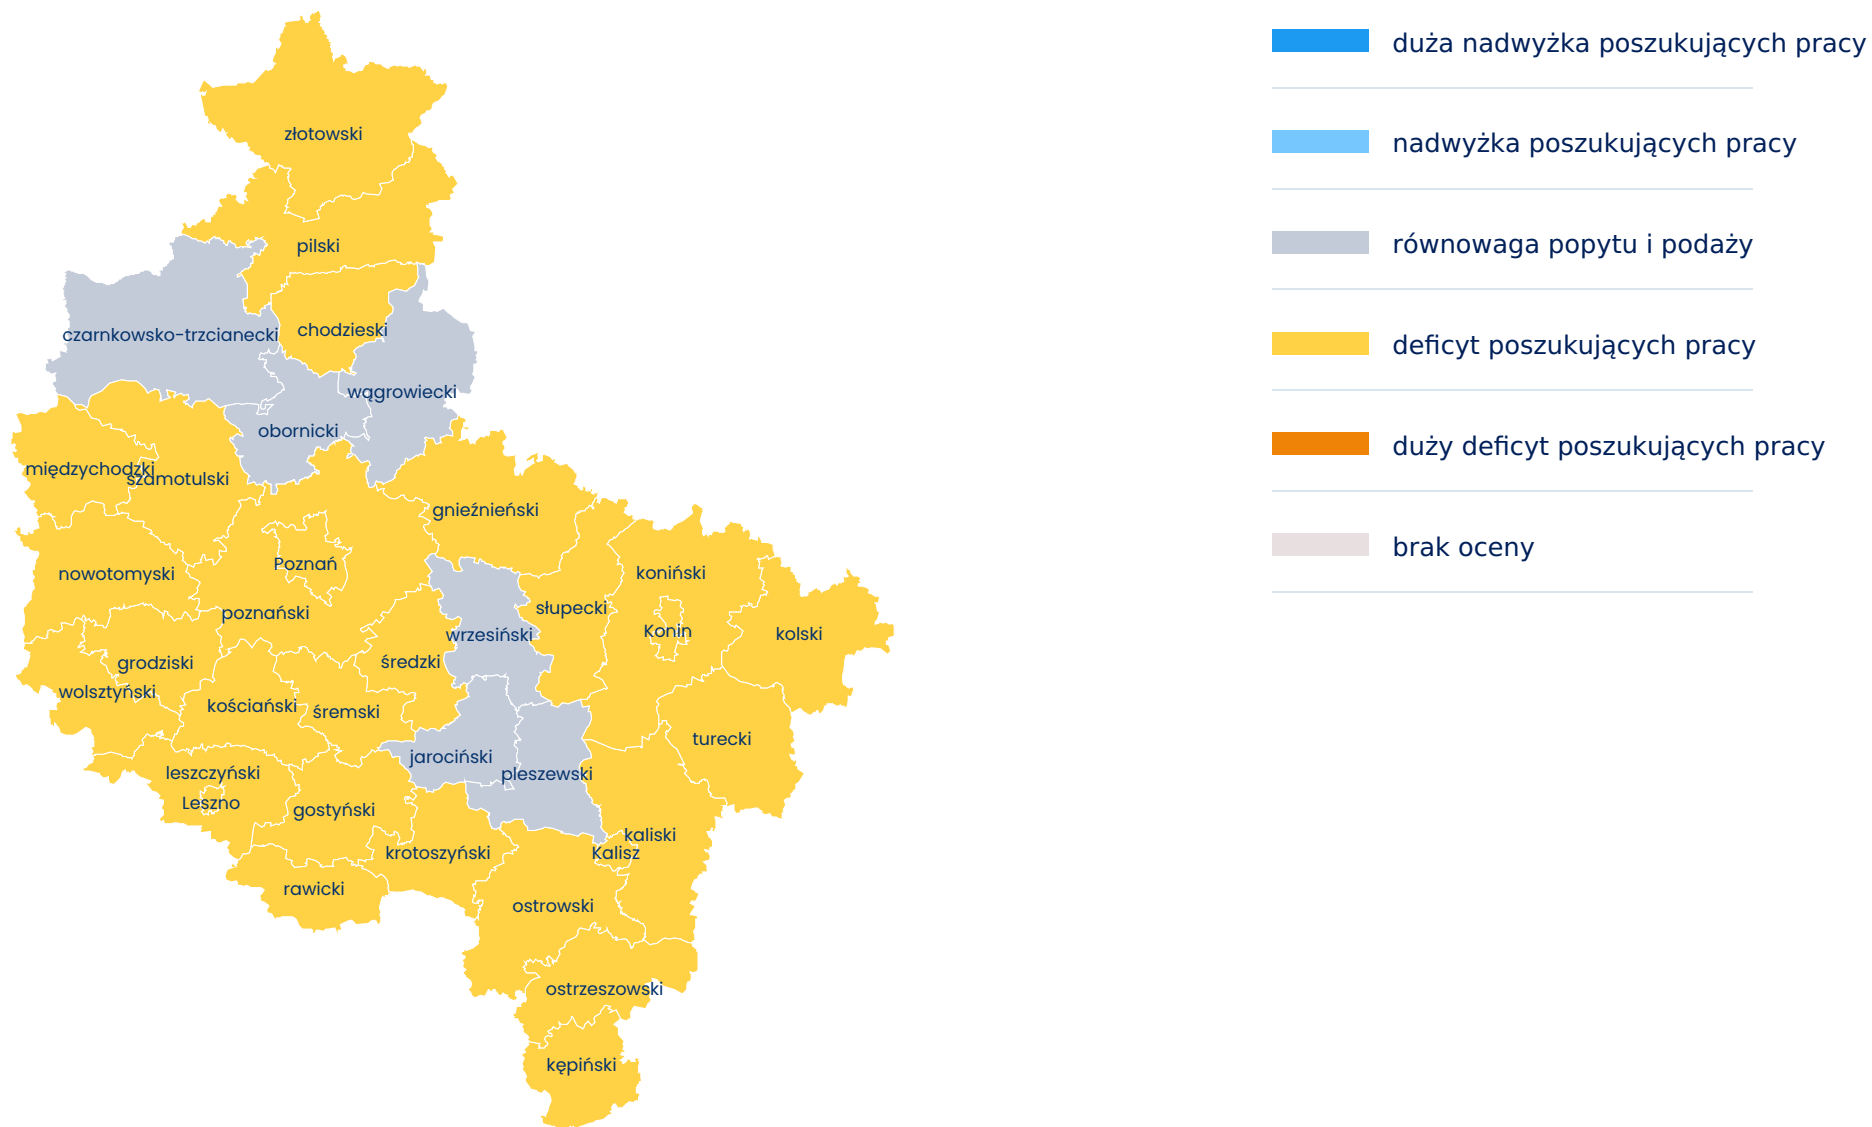 złotowski
pilski
czarnkowsko-trzcianecki
chodzieski
wągrowiecki
obornicki
międzychodzki
szamotulski
gnieźnieński
Poznań
nowotomyski
koniński
słupecki
poznański
Konin
kolski
wrzesiński
średzki
grodziski
wolsztyński
kościański
śremski
turecki
jarociński
leszczyński
pleszewski
Leszno
gostyński
kaliski
krotoszyński
Kalisz
rawicki
ostrowski
ostrzeszowski
kępiński
duża nadwyżka poszukujących pracy
nadwyżka poszukujących pracy
równowaga popytu i podaży
deficyt poszukujących pracy
duży deficyt poszukujących pracy
brak oceny